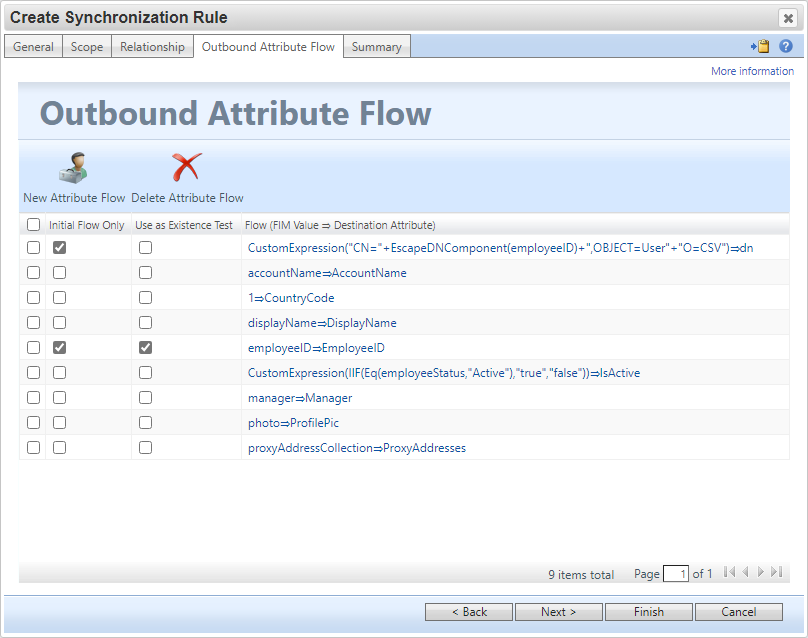 Create Synchronization Rule
General Scope Relationship Outbound Attribute Flow Summary
More information
Outbound Attribute Flow
New Attribute Flow Delete Attribute Flow
Initial Flow Only Use as Existence Test Flow (FIM Value ⇒ Destination Attribute)
CustomExpression("CN="+EscapeDNComponent(employeeID)+",OBJECT=User"+"O=CSV")⇒dn
accountName⇒AccountName
1⇒CountryCode
displayName⇒DisplayName
employeeID⇒EmployeeID
CustomExpression(IIF(Eq(employeeStatus,"Active"),"true","false"))⇒IsActive
manager⇒Manager
photo⇒ProfilePic
proxyAddressCollection⇒ProxyAddresses
9 items total Page 1 of 1
< Back Next > Finish Cancel